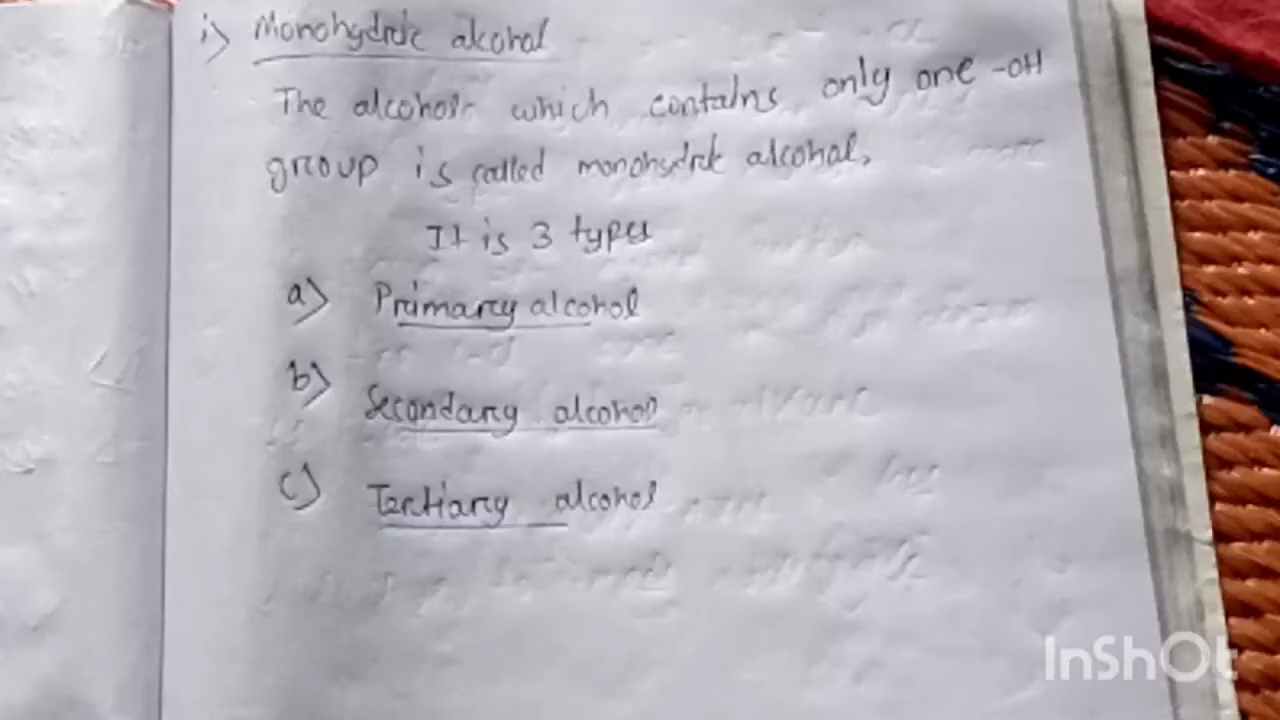 i) Monohydric alcohol
The alcohols which contains only one -OH
group is called monohydric alcohol,
It is 3 types
a) Primary alcohol
b) Secondary alcohol
c) Tertiary alcohol
InShOt